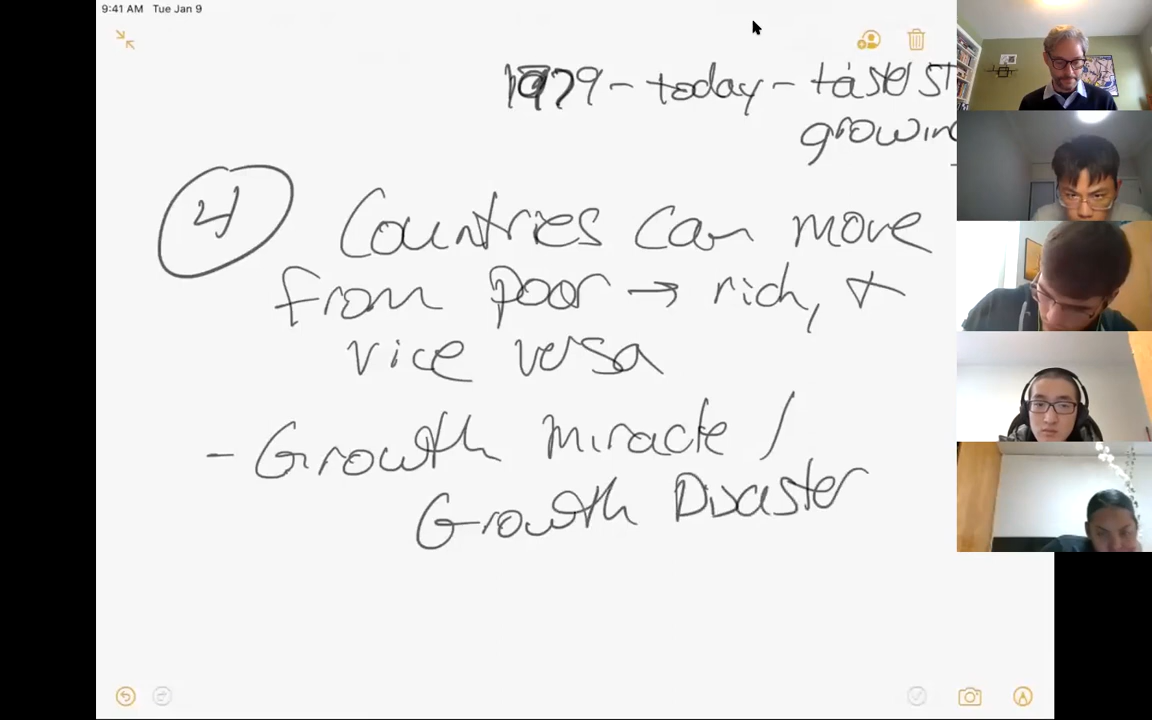 9:41 AM Tue Jan 9
1979 - today - fastest
growing
4 Countries can move
from poor → rich, +
vice versa
- Growth Miracle /
Growth Disaster